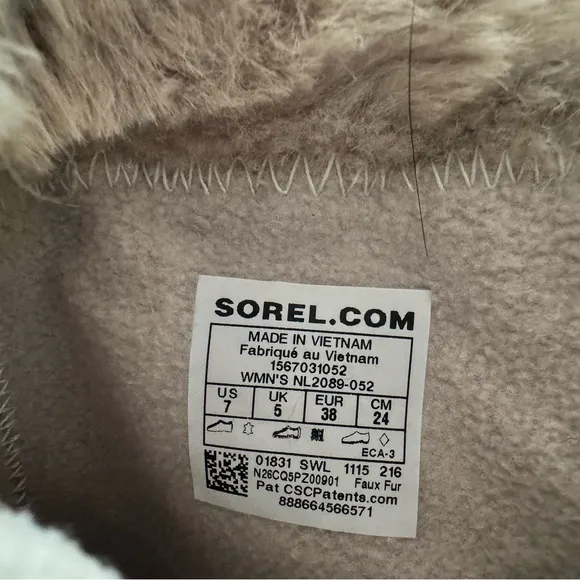 SOREL.COM
MADE IN VIETNAM
Fabriqué au Vietnam
1567031052
WMN'S NL2089-052
US UK EUR CM
7 5 38 24
ECA-3
01831 SWL 1115 216
N26CQ5PZ00901 Faux Fur
Pat CSCPatents.com
888664566571